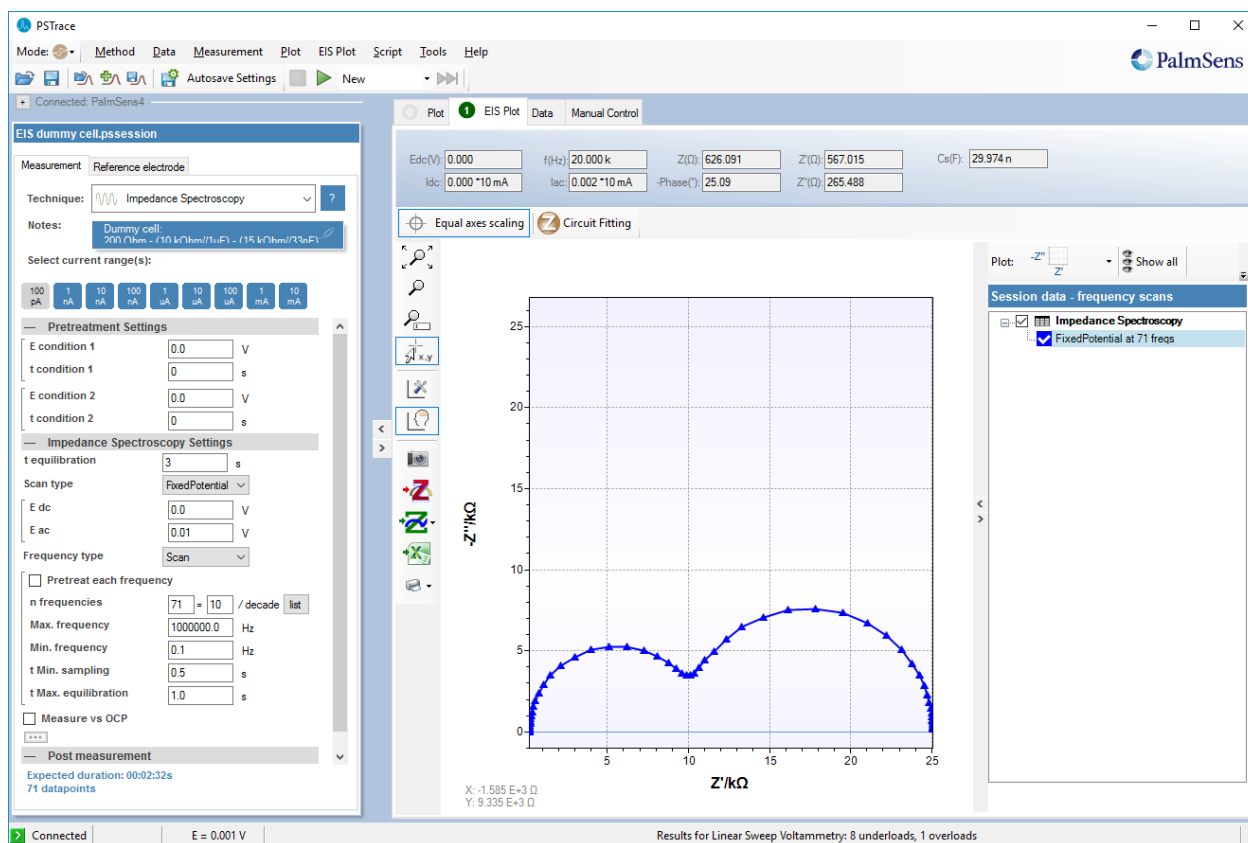 PSTrace
Mode: Method Data Measurement Plot EIS Plot Script Tools Help
PalmSens
Autosave Settings New
+ Connected: PalmSens4
EIS dummy cell.pssession
Measurement Reference electrode
Technique: Impedance Spectroscopy ?
Notes: Dummy cell:
200 Ohm - (10 kOhm//1uF) - (15 kOhm//33nF)
Select current range(s):
100 pA 1 nA 10 nA 100 nA 1 uA 10 uA 100 uA 1 mA 10 mA
— Pretreatment Settings
E condition 1 0.0 V
t condition 1 0 s
E condition 2 0.0 V
t condition 2 0 s
— Impedance Spectroscopy Settings
t equilibration 3 s
Scan type FixedPotential
E dc 0.0 V
E ac 0.01 V
Frequency type Scan
Pretreat each frequency
n frequencies 71 = 10 / decade list
Max. frequency 1000000.0 Hz
Min. frequency 0.1 Hz
t Min. sampling 0.5 s
t Max. equilibration 1.0 s
Measure vs OCP
...
— Post measurement
Expected duration: 00:02:32s
71 datapoints
Plot 1 EIS Plot Data Manual Control
Edc(V): 0.000 f(Hz): 20.000 k Z(Ω): 626.091 Z'(Ω): 567.015 Cs(F): 29.974 n
Idc: 0.000 *10 mA Iac: 0.002 *10 mA -Phase(°): 25.09 Z''(Ω): 265.488
Equal axes scaling Z Circuit Fitting
x,y
Z
Z
X
-Z''/kΩ
25
20
15
10
5
0
5 10 15 20 25
Z'/kΩ
X: -1.585 E+3 Ω
Y: 9.335 E+3 Ω
Plot: -Z'' Z' Show all
Session data - frequency scans
Impedance Spectroscopy
FixedPotential at 71 freqs
Connected E = 0.001 V Results for Linear Sweep Voltammetry: 8 underloads, 1 overloads